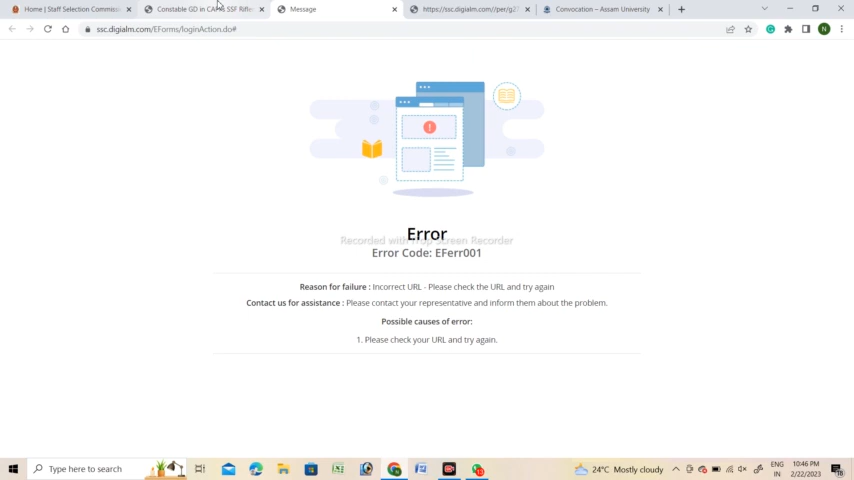 Home | Staff Selection Commissi
Constable GD in CAPFs SSF Rifle
Message
https://ssc.digialm.com//per/g27
Convocation – Assam University
ssc.digialm.com/EForms/loginAction.do#
N
Error
Recorded with iTop Screen Recorder
Error Code: EFerr001
Reason for failure : Incorrect URL - Please check the URL and try again
Contact us for assistance : Please contact your representative and inform them about the problem.
Possible causes of error:
1. Please check your URL and try again.
Type here to search
24°C Mostly cloudy
ENG
IN
10:46 PM
2/22/2023